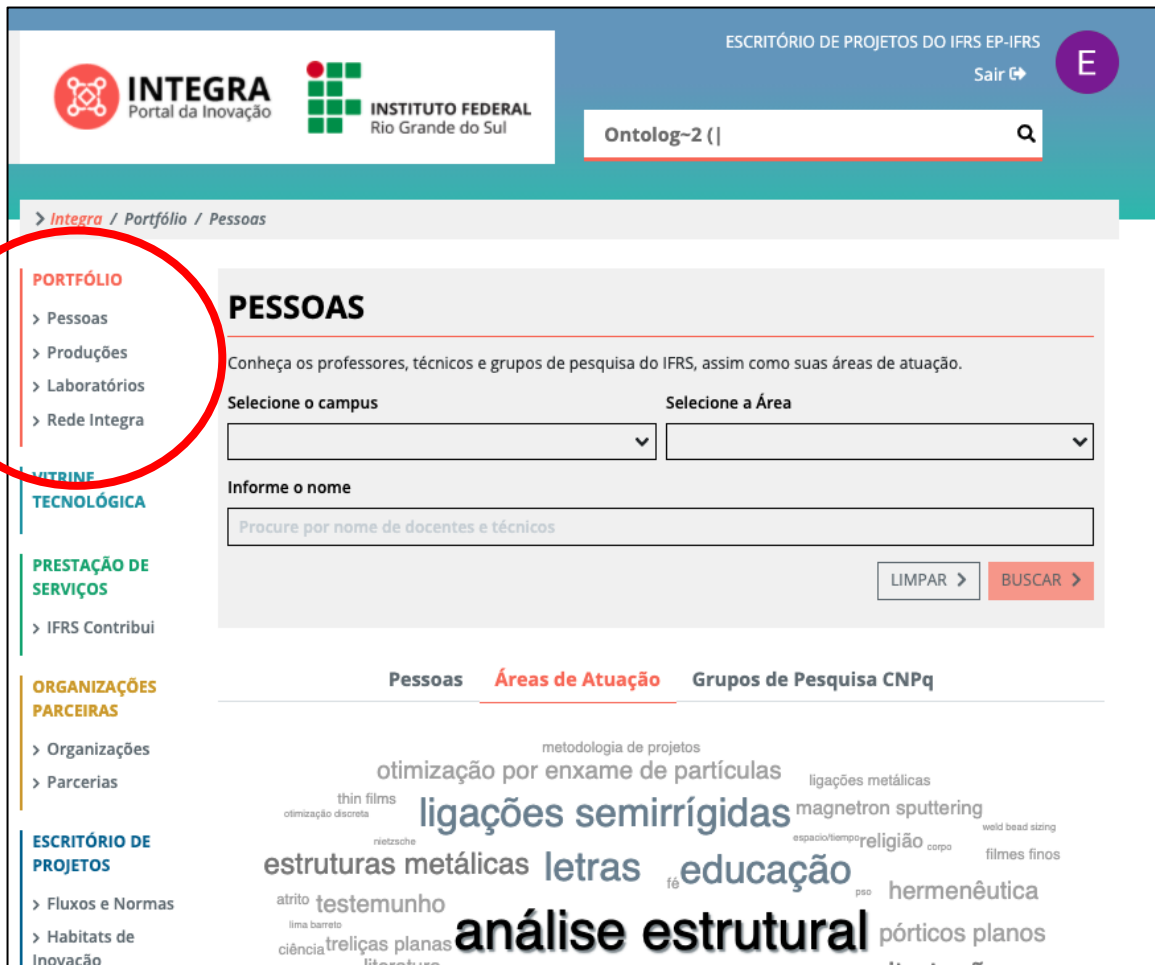 ESCRITÓRIO DE PROJETOS DO IFRS EP-IFRS
E
Sair
INTEGRA
Portal da Inovação
INSTITUTO FEDERAL
Rio Grande do Sul
Ontolog~2 (|
> Integra / Portfólio / Pessoas
PORTFÓLIO
> Pessoas
> Produções
> Laboratórios
> Rede Integra
VITRINE
TECNOLÓGICA
PRESTAÇÃO DE
SERVIÇOS
> IFRS Contribui
ORGANIZAÇÕES
PARCEIRAS
> Organizações
> Parcerias
ESCRITÓRIO DE
PROJETOS
> Fluxos e Normas
> Habitats de
Inovação
PESSOAS
Conheça os professores, técnicos e grupos de pesquisa do IFRS, assim como suas áreas de atuação.
Selecione o campus
Selecione a Área
Informe o nome
Procure por nome de docentes e técnicos
LIMPAR >
BUSCAR >
Pessoas Áreas de Atuação Grupos de Pesquisa CNPq
metodologia de projetos
otimização por enxame de partículas
ligações metálicas
thin films
otimização discreta
ligações semirrígidas
magnetron sputtering
weld bead sizing
nietzsche
espacio/tiempo
religião
corpo
filmes finos
estruturas metálicas
letras
fé
educação
pso
hermenêutica
atrito
testemunho
lima barreto
ciência
treliças planas
análise estrutural
pórticos planos
literatura